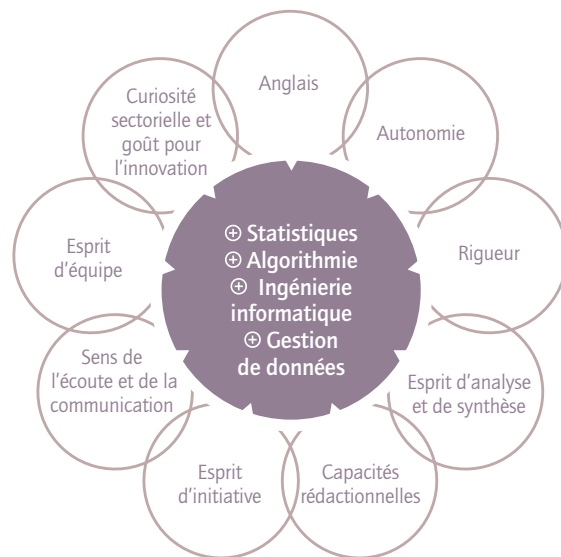 Anglais
Autonomie
Rigueur
Esprit d'analyse
et de synthèse
Capacités
rédactionnelles
Esprit
d'initiative
Sens de
l'écoute et de la
communication
Esprit
d'équipe
Curiosité
sectorielle et
goût pour
l'innovation
⊕ Statistiques
⊕ Algorithmie
⊕ Ingénierie
informatique
⊕ Gestion
de données